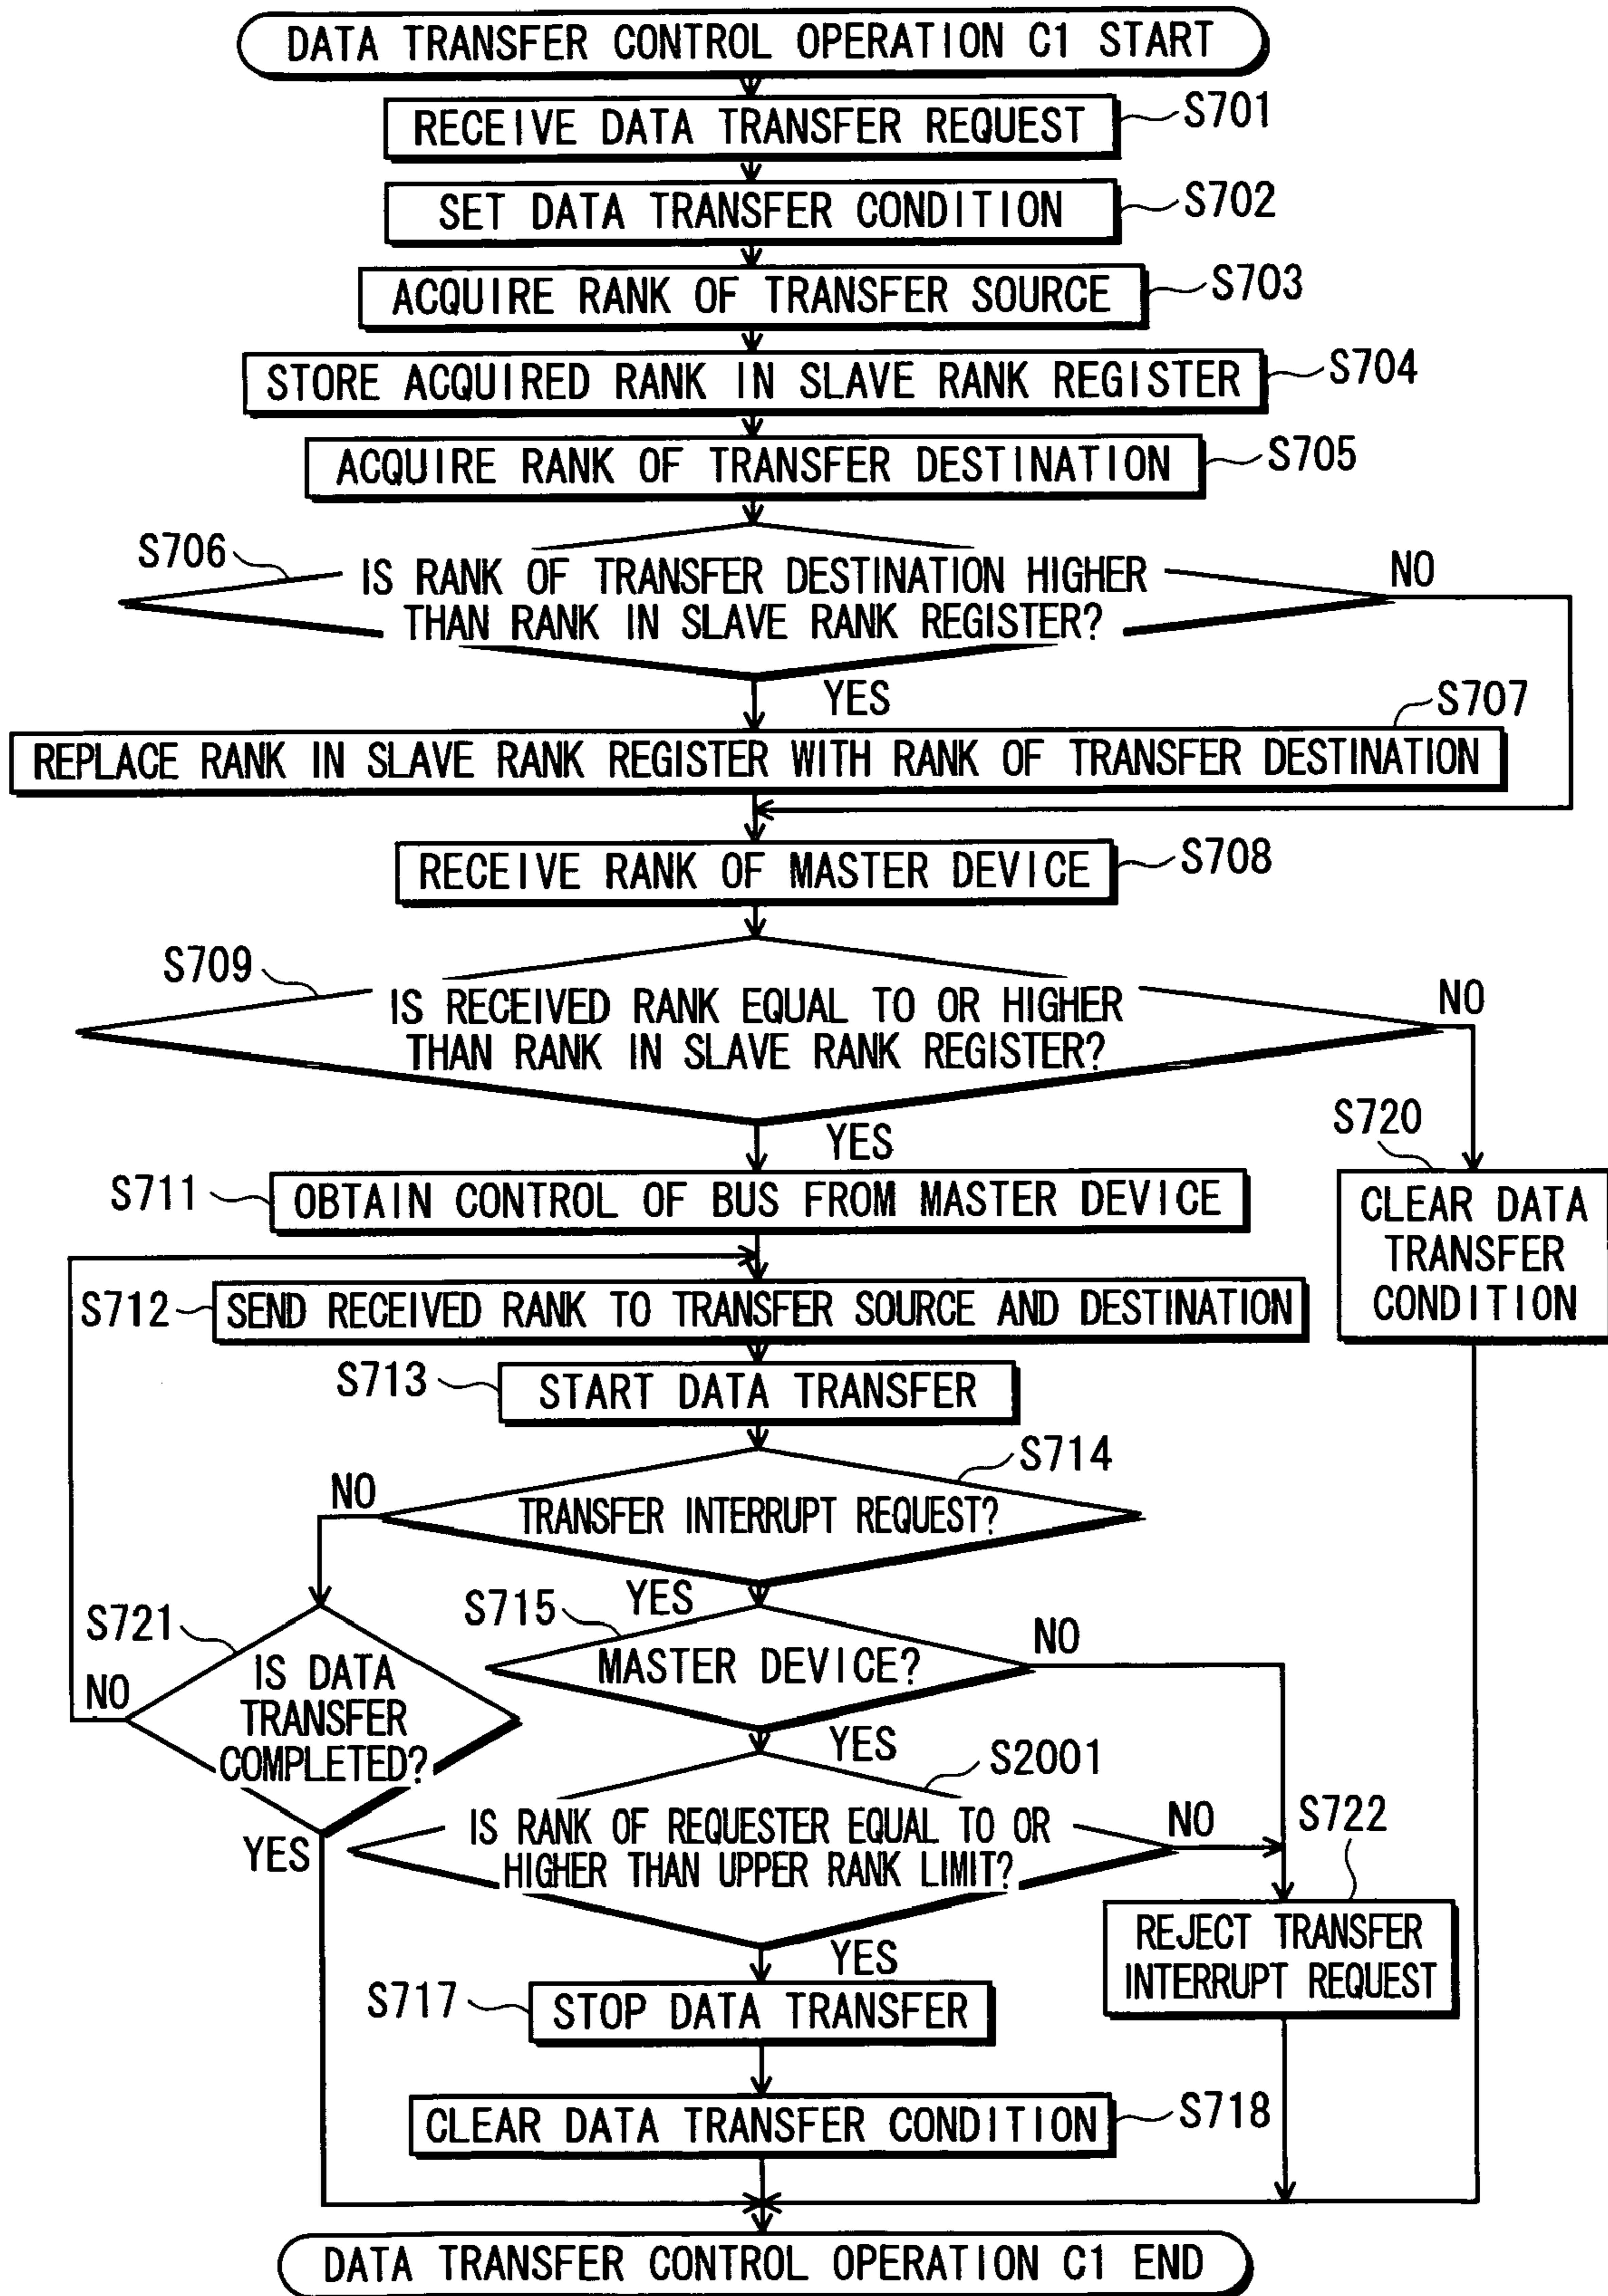 DATA TRANSFER CONTROL OPERATION C1 START
RECEIVE DATA TRANSFER REQUEST
S701
SET DATA TRANSFER CONDITION
S702
ACQUIRE RANK OF TRANSFER SOURCE
S703
STORE ACQUIRED RANK IN SLAVE RANK REGISTER
S704
ACQUIRE RANK OF TRANSFER DESTINATION
S705
S706
IS RANK OF TRANSFER DESTINATION HIGHER
THAN RANK IN SLAVE RANK REGISTER?
NO
YES
S707
REPLACE RANK IN SLAVE RANK REGISTER WITH RANK OF TRANSFER DESTINATION
RECEIVE RANK OF MASTER DEVICE
S708
S709
IS RECEIVED RANK EQUAL TO OR HIGHER
THAN RANK IN SLAVE RANK REGISTER?
NO
YES
S720
CLEAR DATA
TRANSFER
CONDITION
S711
OBTAIN CONTROL OF BUS FROM MASTER DEVICE
S712
SEND RECEIVED RANK TO TRANSFER SOURCE AND DESTINATION
S713
START DATA TRANSFER
S714
NO
TRANSFER INTERRUPT REQUEST?
YES
S721
IS DATA
TRANSFER
COMPLETED?
NO
YES
S715
MASTER DEVICE?
NO
YES
S2001
IS RANK OF REQUESTER EQUAL TO OR
HIGHER THAN UPPER RANK LIMIT?
NO
YES
S722
REJECT TRANSFER
INTERRUPT REQUEST
S717
STOP DATA TRANSFER
CLEAR DATA TRANSFER CONDITION
S718
DATA TRANSFER CONTROL OPERATION C1 END